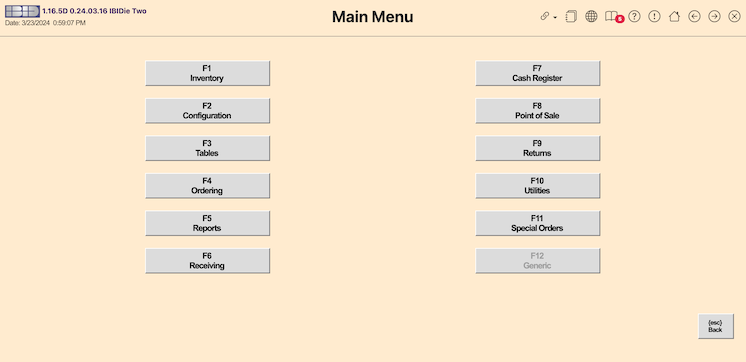 1.16.5D 0.24.03.16 IBIDie Two
Date: 3/23/2024 0:59:07 PM
Main Menu
6
F1
Inventory
F2
Configuration
F3
Tables
F4
Ordering
F5
Reports
F6
Receiving
F7
Cash Register
F8
Point of Sale
F9
Returns
F10
Utilities
F11
Special Orders
F12
Generic
{esc}
Back